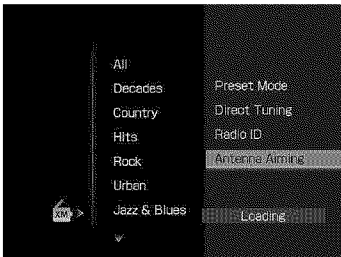 All
Decades
Country
Hits
Rock
Urban
Jazz & Blues
XM
Preset Mode
Direct Tuning
Radio ID
Antenna Aiming
Loading